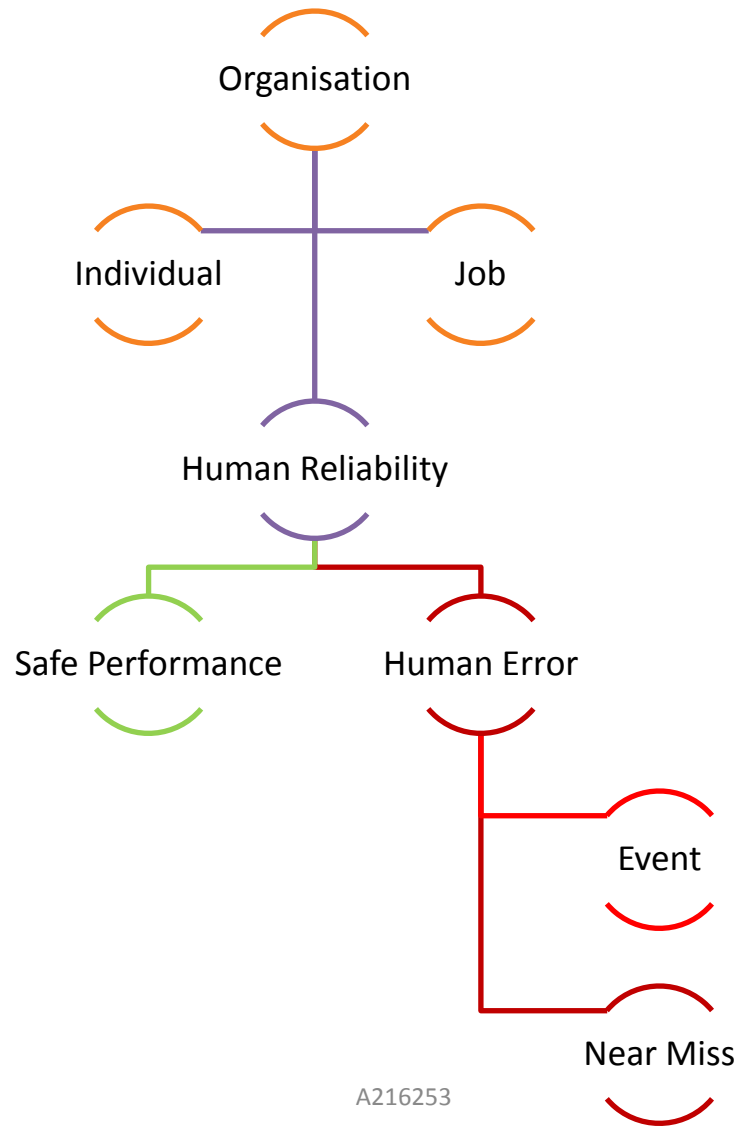 Organisation
Individual
Job
Human Reliability
Safe Performance
Human Error
Event
Near Miss
A216253